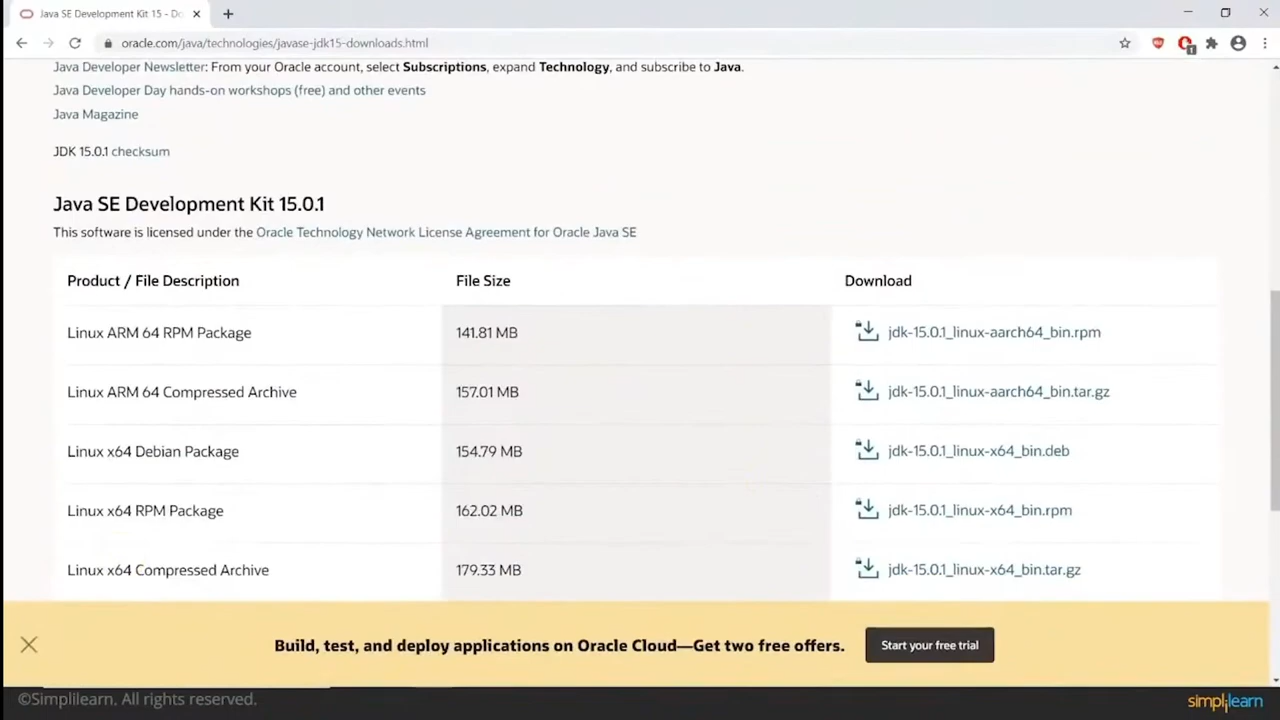 Java SE Development Kit 15 - Do
oracle.com/java/technologies/javase-jdk15-downloads.html
1
Java Developer Newsletter: From your Oracle account, select Subscriptions, expand Technology, and subscribe to Java.
Java Developer Day hands-on workshops (free) and other events
Java Magazine
JDK 15.0.1 checksum
Java SE Development Kit 15.0.1
This software is licensed under the Oracle Technology Network License Agreement for Oracle Java SE
Product / File Description File Size Download
Linux ARM 64 RPM Package 141.81 MB jdk-15.0.1_linux-aarch64_bin.rpm
Linux ARM 64 Compressed Archive 157.01 MB jdk-15.0.1_linux-aarch64_bin.tar.gz
Linux x64 Debian Package 154.79 MB jdk-15.0.1_linux-x64_bin.deb
Linux x64 RPM Package 162.02 MB jdk-15.0.1_linux-x64_bin.rpm
Linux x64 Compressed Archive 179.33 MB jdk-15.0.1_linux-x64_bin.tar.gz
Build, test, and deploy applications on Oracle Cloud—Get two free offers. Start your free trial
©Simplilearn. All rights reserved. simplilearn